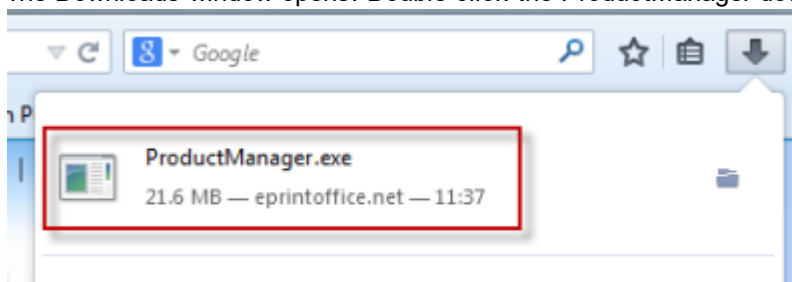 Google
ProductManager.exe
21.6 MB — eprintoffice.net — 11:37